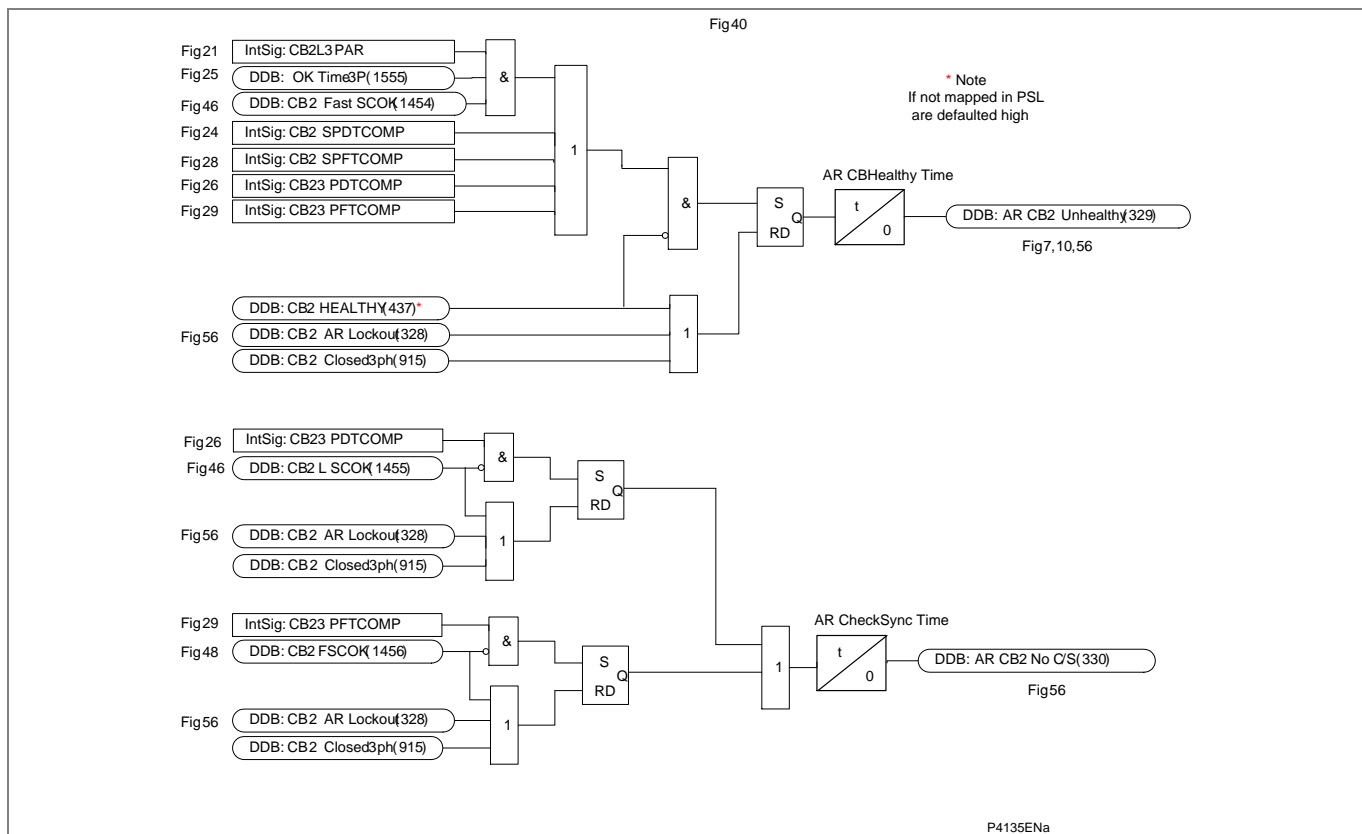 Fig40
Fig21 IntSig: CB2L3 PAR
Fig25 DDB: OK Time3P(1555)
Fig46 DDB: CB2 Fast SCOK(1454)
&
* Note
If not mapped in PSL
are defaulted high
Fig24 IntSig: CB2 SPDTCOMP
Fig28 IntSig: CB2 SPFTCOMP
Fig26 IntSig: CB23 PDTCOMP
Fig29 IntSig: CB23 PFTCOMP
1
&
S
Q
RD
AR CBHealthy Time
t
0
DDB: AR CB2 Unhealthy(329)
Fig7,10,56
DDB: CB2 HEALTHY(437)*
Fig56 DDB: CB2 AR Lockout(328)
DDB: CB2 Closed3ph(915)
1
Fig26 IntSig: CB23 PDTCOMP
Fig46 DDB: CB2 L SCOK(1455)
&
S
Q
RD
Fig56 DDB: CB2 AR Lockout(328)
DDB: CB2 Closed3ph(915)
1
Fig29 IntSig: CB23 PFTCOMP
Fig48 DDB: CB2 FSCOK(1456)
&
S
Q
RD
1
AR CheckSync Time
t
0
DDB: AR CB2 No C/S(330)
Fig56
Fig56 DDB: CB2 AR Lockout(328)
DDB: CB2 Closed3ph(915)
1
P4135ENa